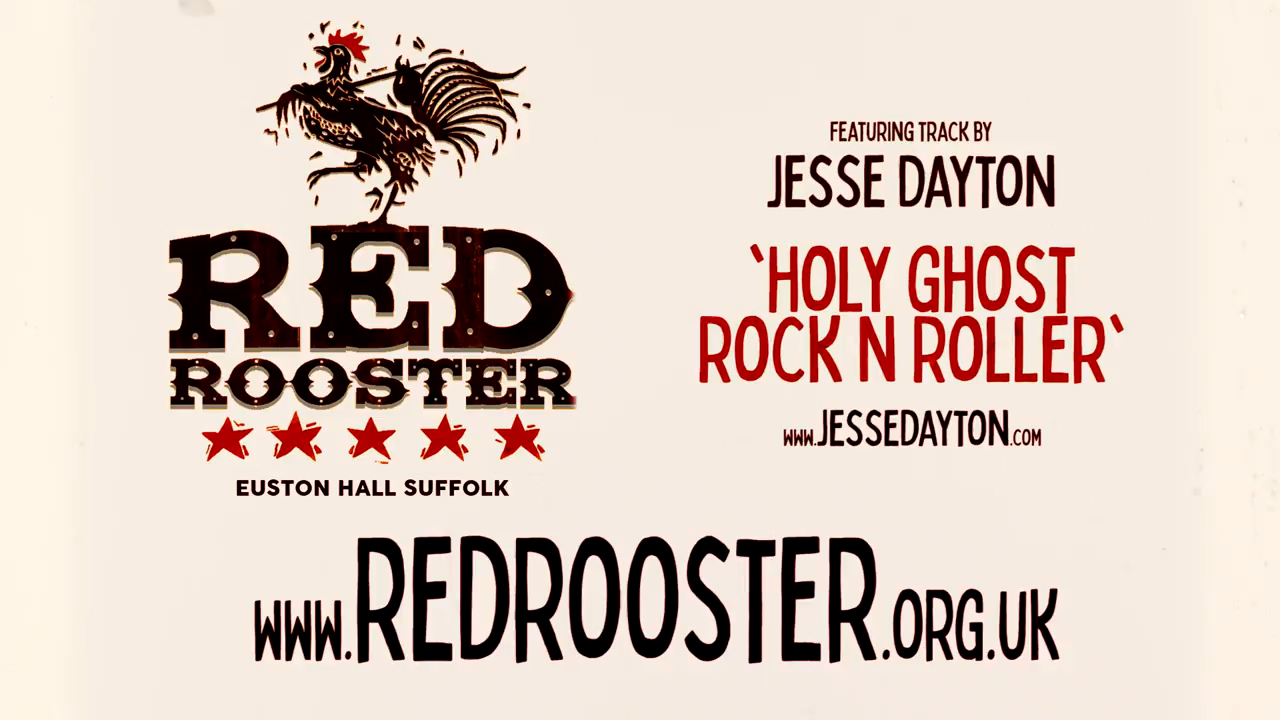 RED
ROOSTER
EUSTON HALL SUFFOLK
FEATURING TRACK BY
JESSE DAYTON
`HOLY GHOST
ROCK N ROLLER`
WWW.JESSEDAYTON.COM
WWW.REDROOSTER.ORG.UK